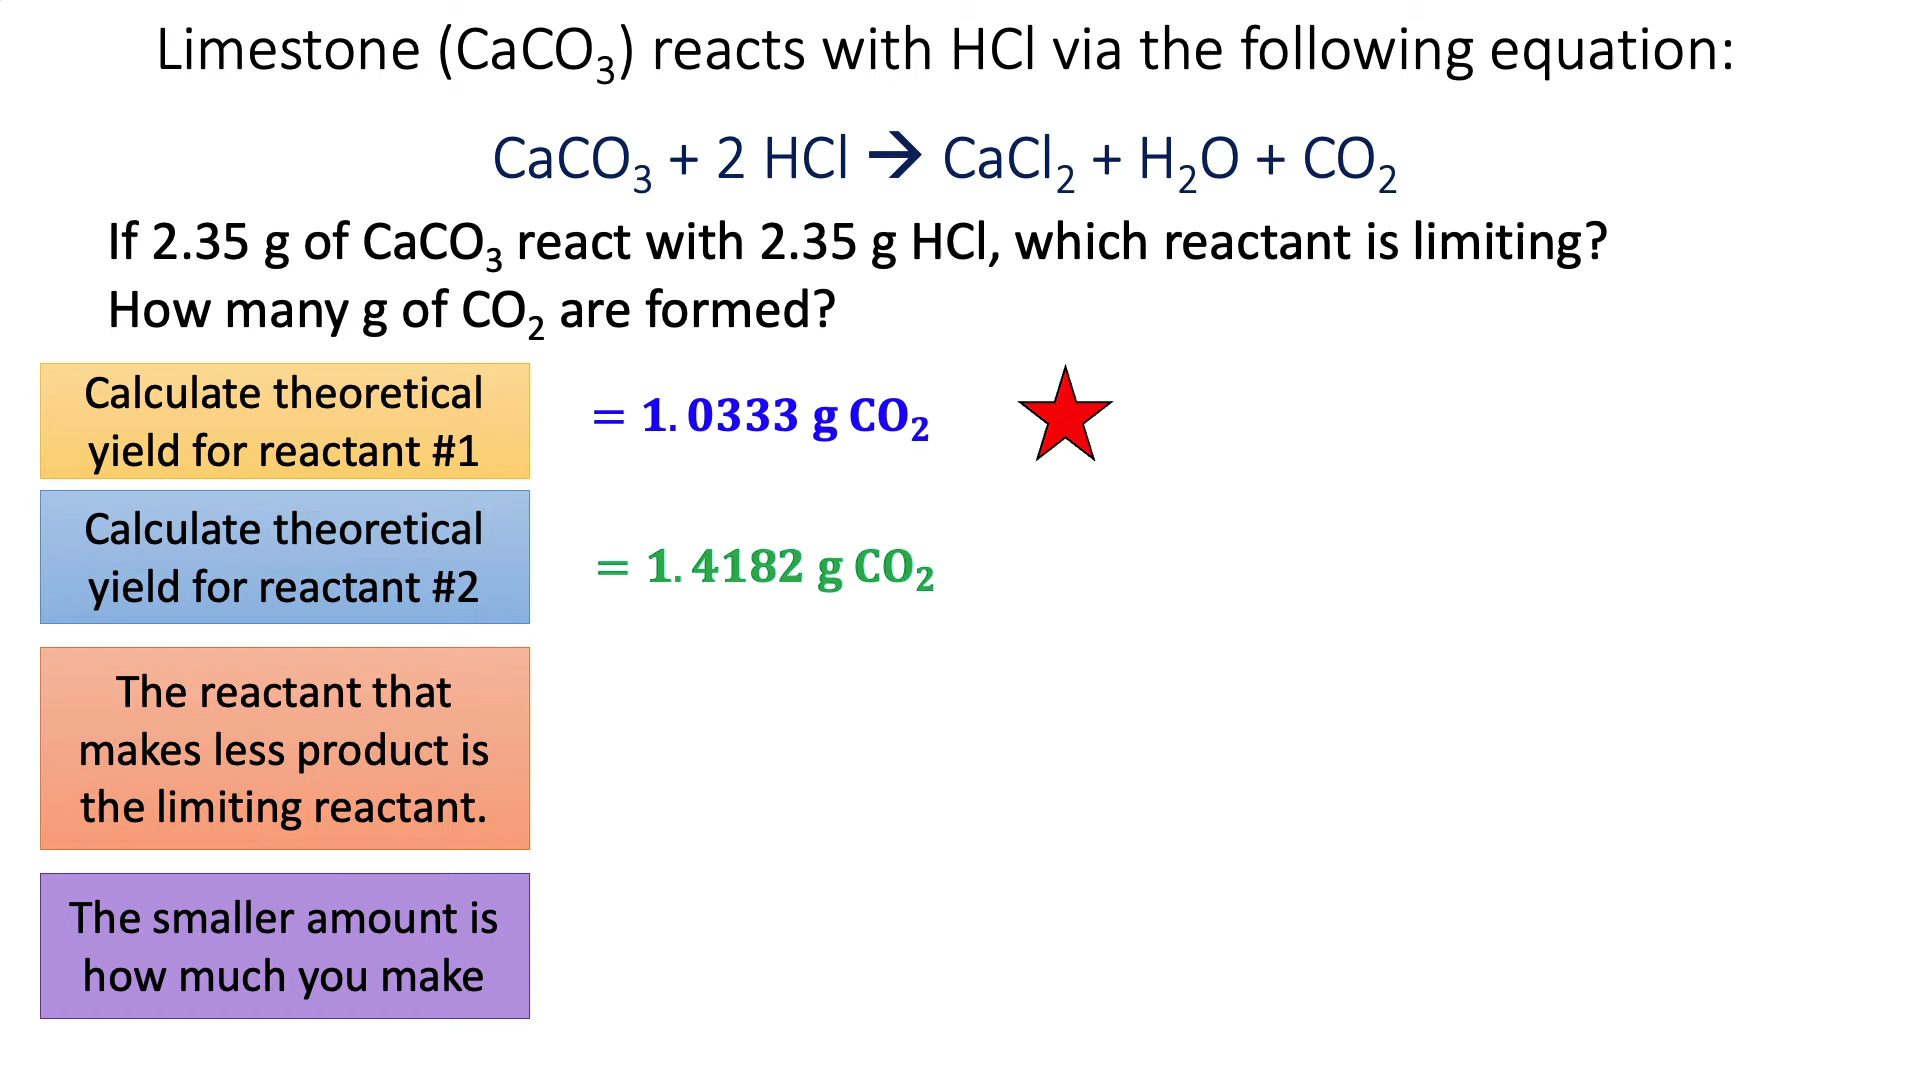 Limestone (CaCO₃) reacts with HCl via the following equation:
CaCO₃ + 2 HCl → CaCl₂ + H₂O + CO₂
If 2.35 g of CaCO₃ react with 2.35 g HCl, which reactant is limiting?
How many g of CO₂ are formed?
Calculate theoretical
yield for reactant #1
= 1.0333 g CO₂
Calculate theoretical
yield for reactant #2
= 1.4182 g CO₂
The reactant that
makes less product is
the limiting reactant.
The smaller amount is
how much you make